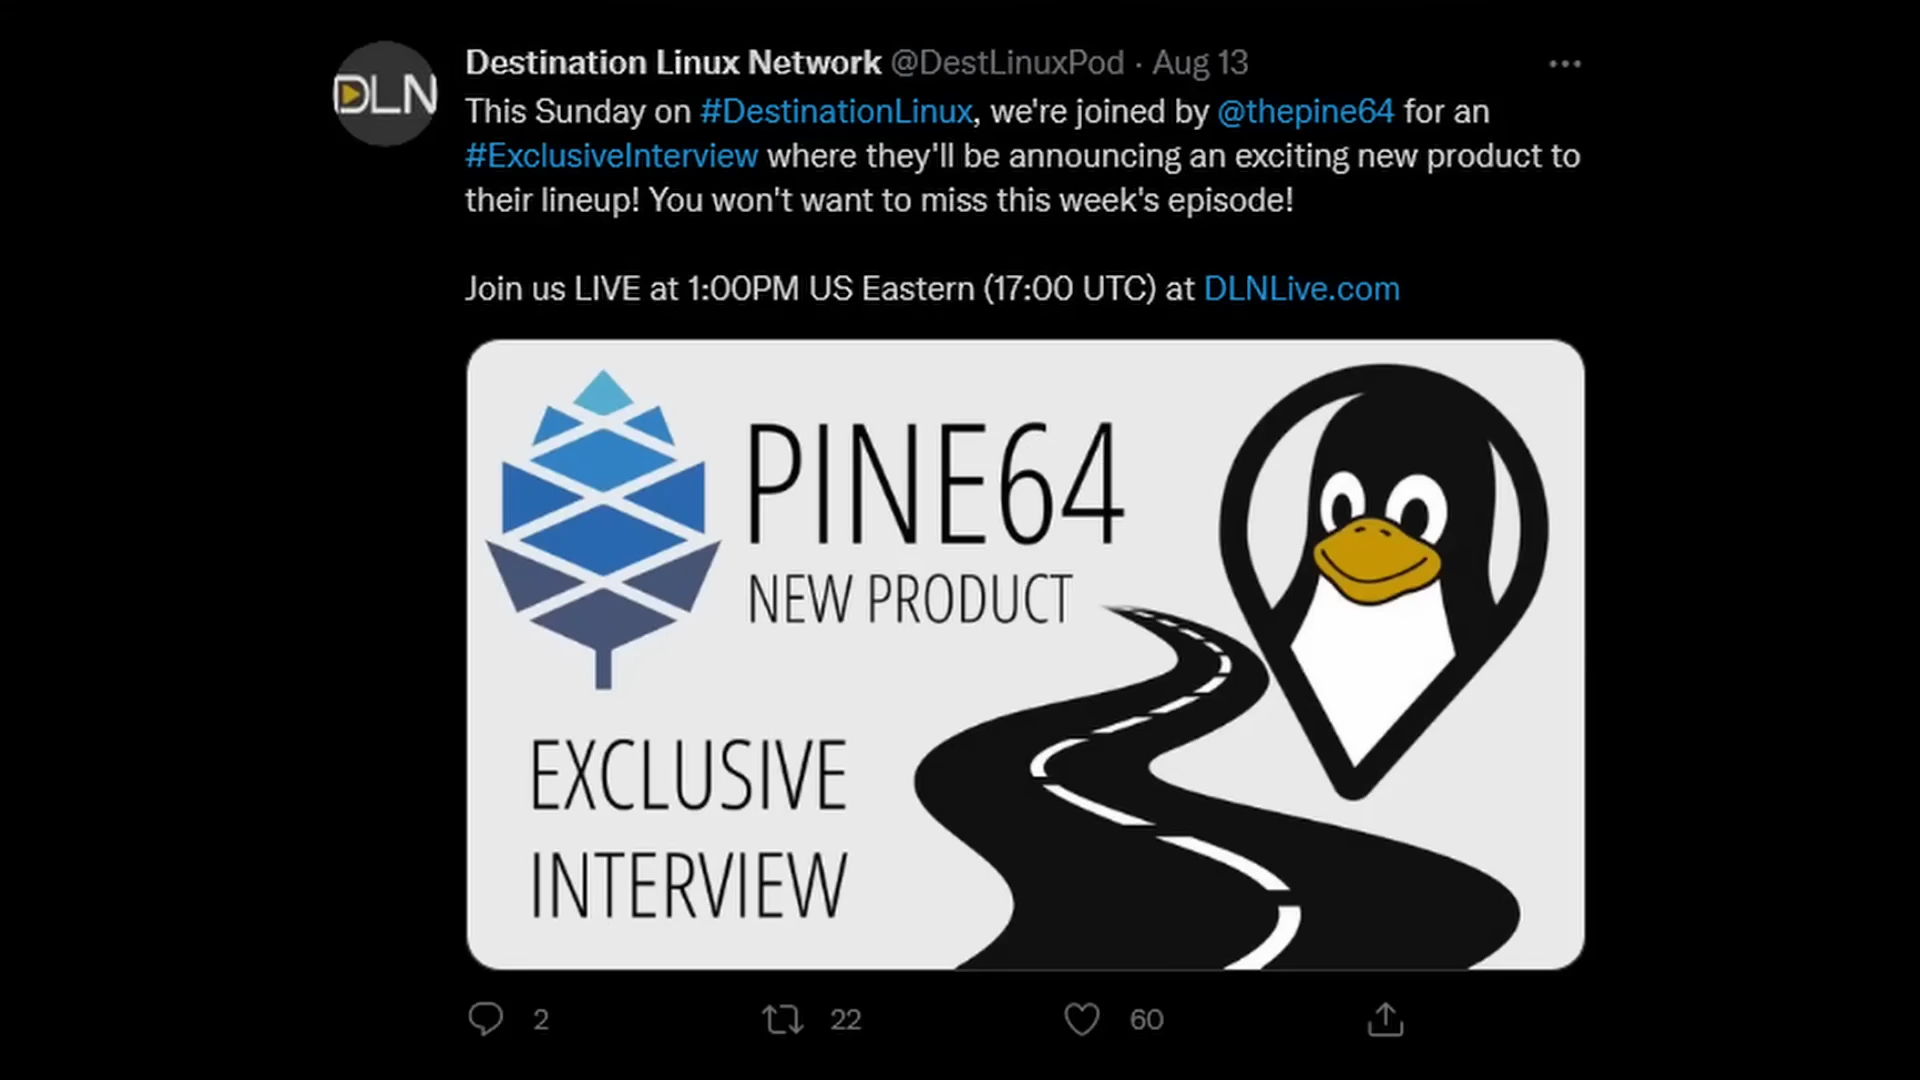 DLN
Destination Linux Network @DestLinuxPod · Aug 13
This Sunday on #DestinationLinux, we're joined by @thepine64 for an
#ExclusiveInterview where they'll be announcing an exciting new product to
their lineup! You won't want to miss this week's episode!
Join us LIVE at 1:00PM US Eastern (17:00 UTC) at DLNLive.com
PINE64
NEW PRODUCT
EXCLUSIVE
INTERVIEW
2 22 60